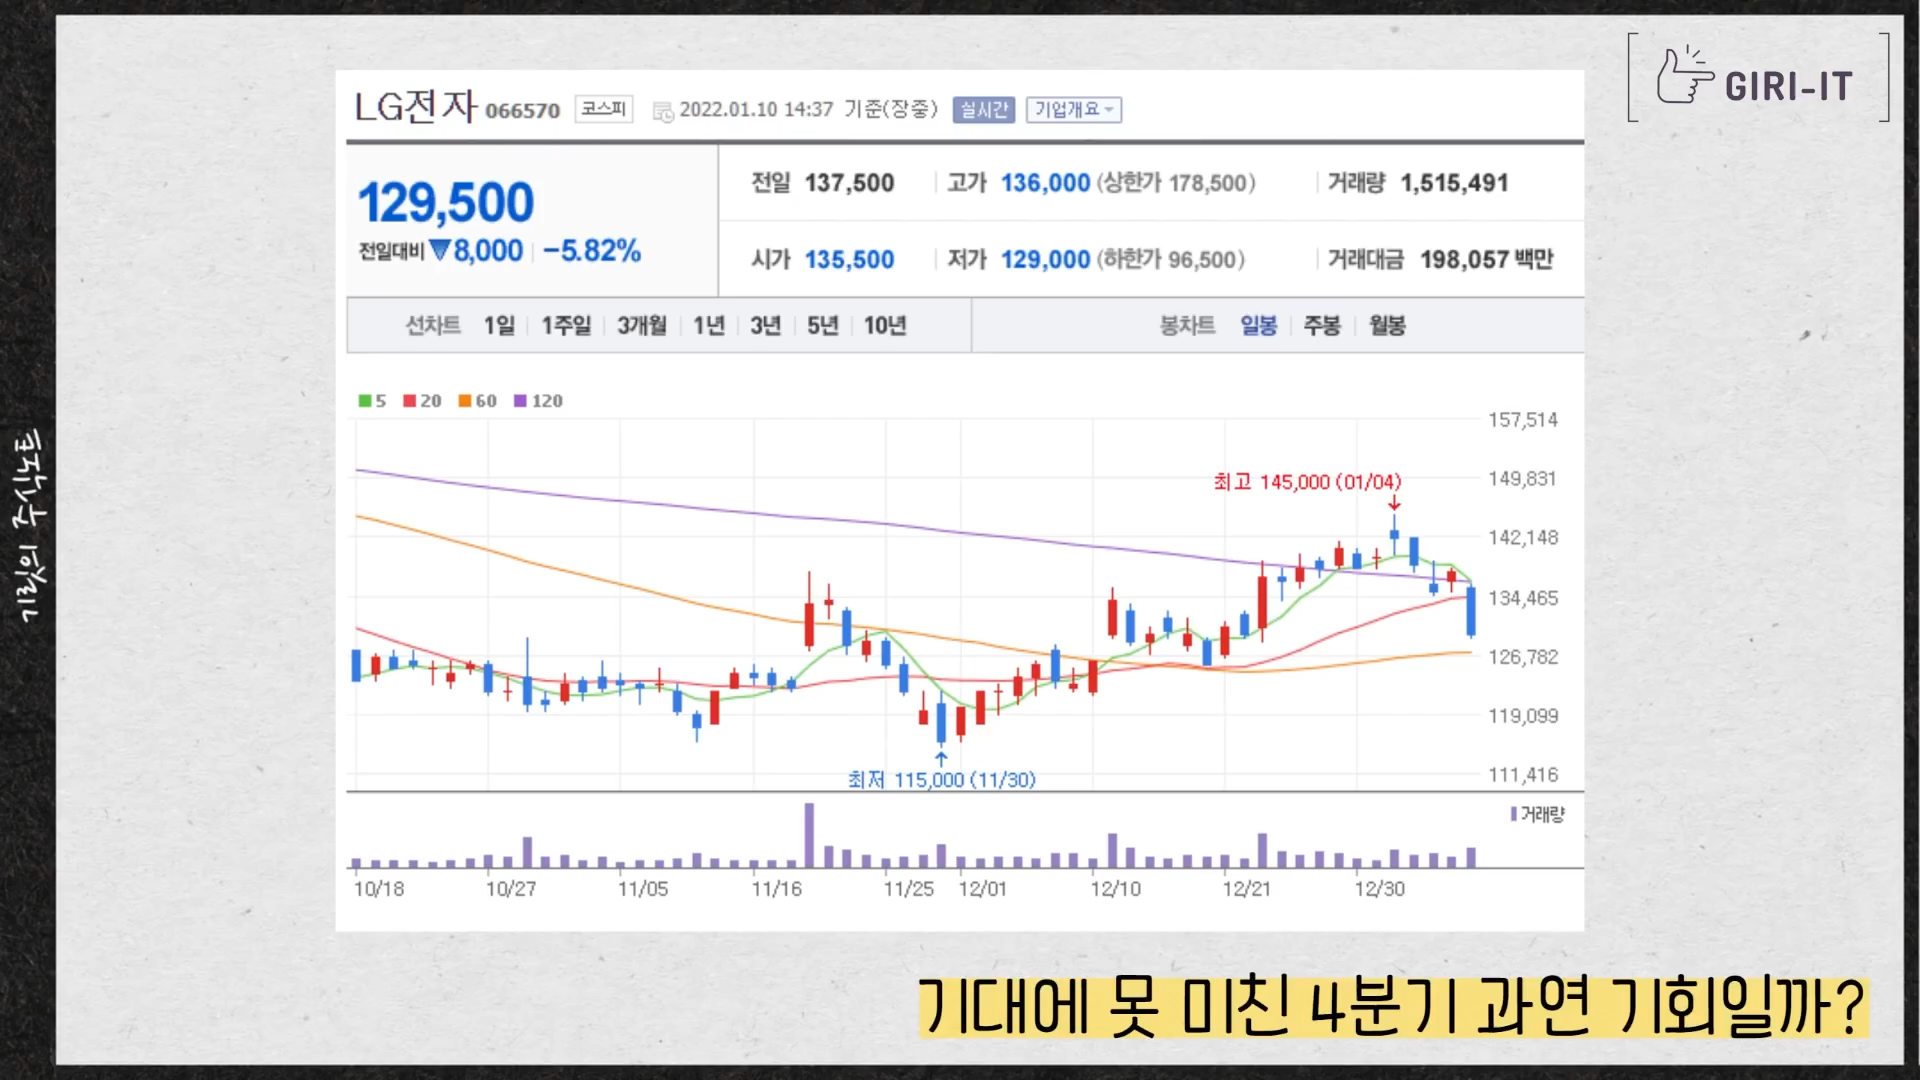 GIRI-IT
LG전자 066570 코스피 2022.01.10 14:37 기준(장중) 실시간 기업개요
129,500
전일대비 ▼8,000 -5.82%
전일 137,500 고가 136,000 (상한가 178,500) 거래량 1,515,491
시가 135,500 저가 129,000 (하한가 96,500) 거래대금 198,057 백만
선차트 1일 1주일 3개월 1년 3년 5년 10년 봉차트 일봉 주봉 월봉
5 20 60 120
157,514
최고 145,000 (01/04)
149,831
142,148
134,465
126,782
119,099
111,416
최저 115,000 (11/30)
거래량
10/18 10/27 11/05 11/16 11/25 12/01 12/10 12/21 12/30
기릿의 주식노트
기대에 못 미친 4분기 과연 기회일까?